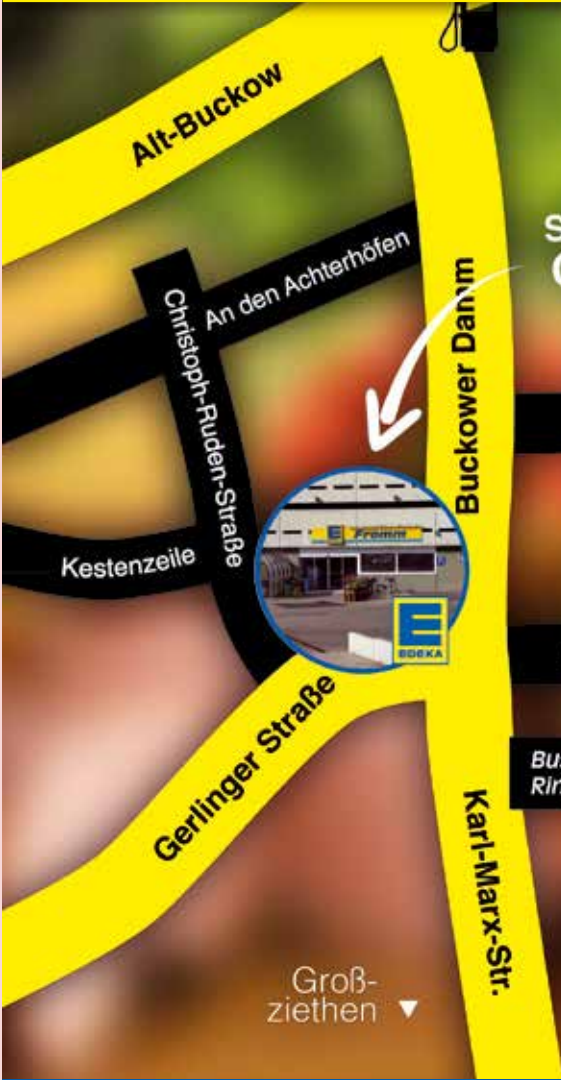 Alt-Buckow
An den Achterhöfen
Christoph-Ruden-Straße
Buckower Damm
Kestenzeile
E Fromm
E
EDEKA
Gerlinger Straße
Karl-Marx-Str.
Groß-
ziethen